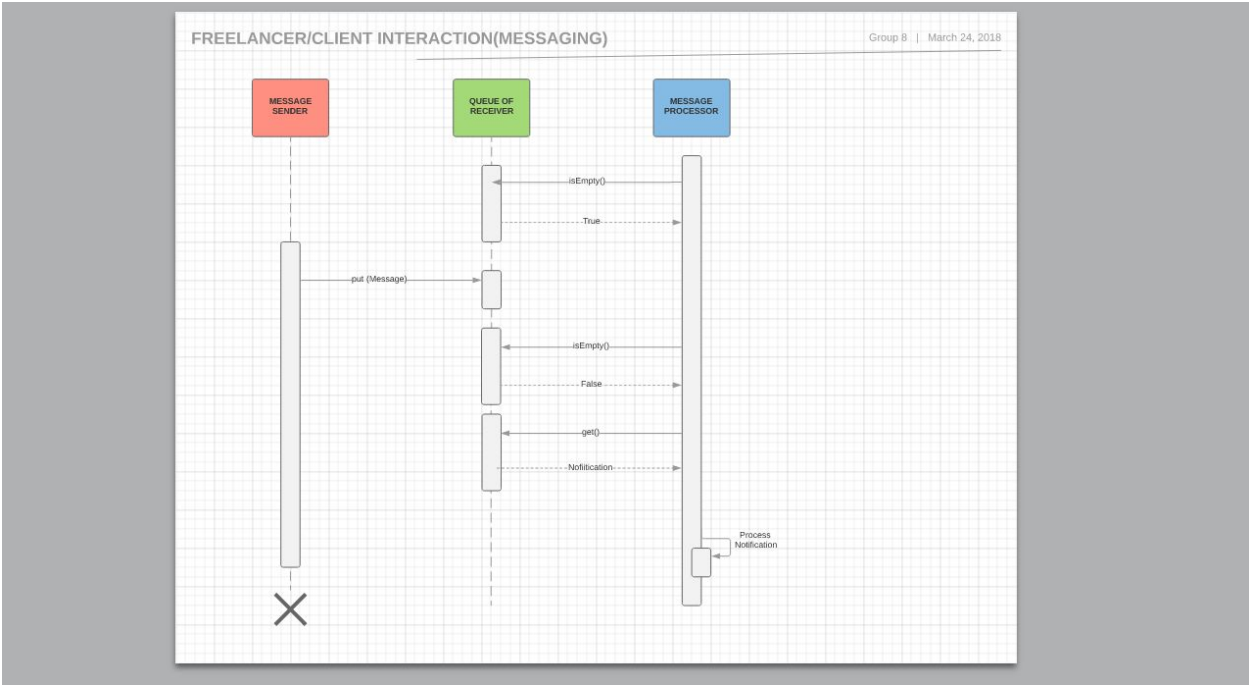 FREELANCER/CLIENT INTERACTION(MESSAGING)
Group 8 | March 24, 2018
MESSAGE
SENDER
QUEUE OF
RECEIVER
MESSAGE
PROCESSOR
isEmpty()
True
put (Message)
isEmpty()
False
get()
Nofiitication
Process
Notification